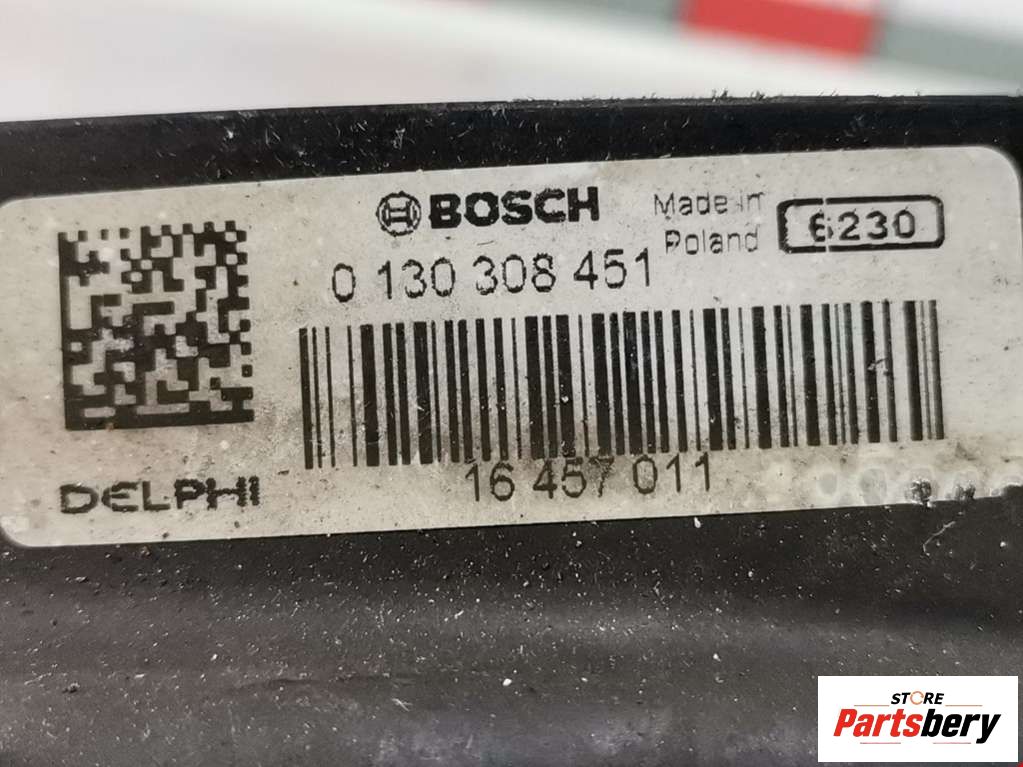 BOSCH
Made in
Poland
6230
0 130 308 451
16 457 011
DELPHI
STORE
Partsbery